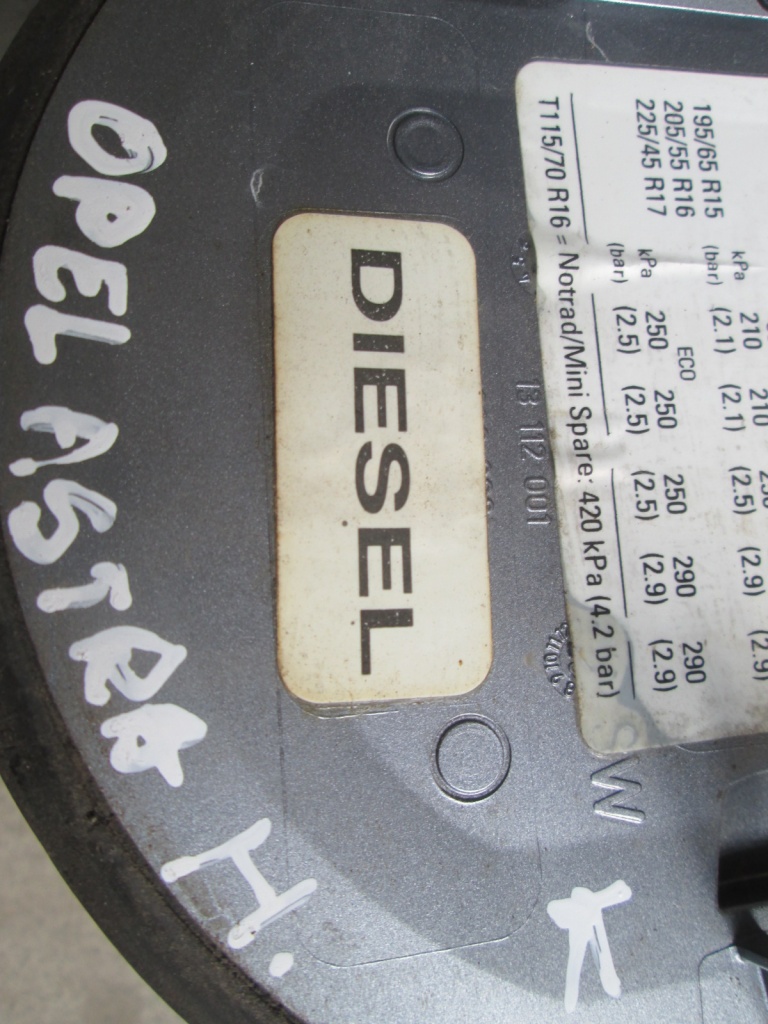 kPa 210 210
195/65 R15 (bar) (2.1) (2.1) (2.5) (2.9) (2.9)
205/55 R16 ECO
kPa 250 250 250 290 290
225/45 R17 (bar) (2.5) (2.5) (2.5) (2.9) (2.9)
T115/70 R16 = Notrad/Mini Spare: 420 kPa (4.2 bar)
W
13 112 001
K
DIESEL
OPEL ASTRA H.